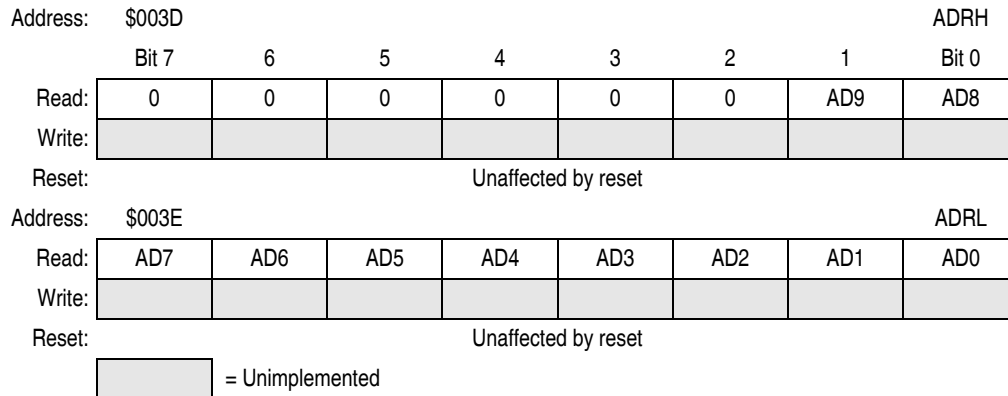 Address: $003D ADRH
Bit 7 6 5 4 3 2 1 Bit 0
Read: 0 0 0 0 0 0 AD9 AD8
Write:
Reset: Unaffected by reset
Address: $003E ADRL
Read: AD7 AD6 AD5 AD4 AD3 AD2 AD1 AD0
Write:
Reset: Unaffected by reset
= Unimplemented